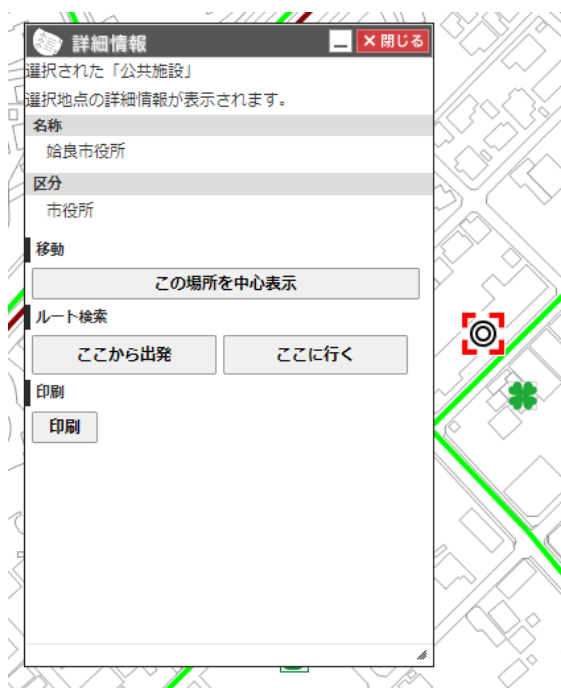 詳細情報
×閉じる
選択された「公共施設」
選択地点の詳細情報が表示されます。
名称
姶良市役所
区分
市役所
移動
この場所を中心表示
ルート検索
ここから出発
ここに行く
印刷
印刷